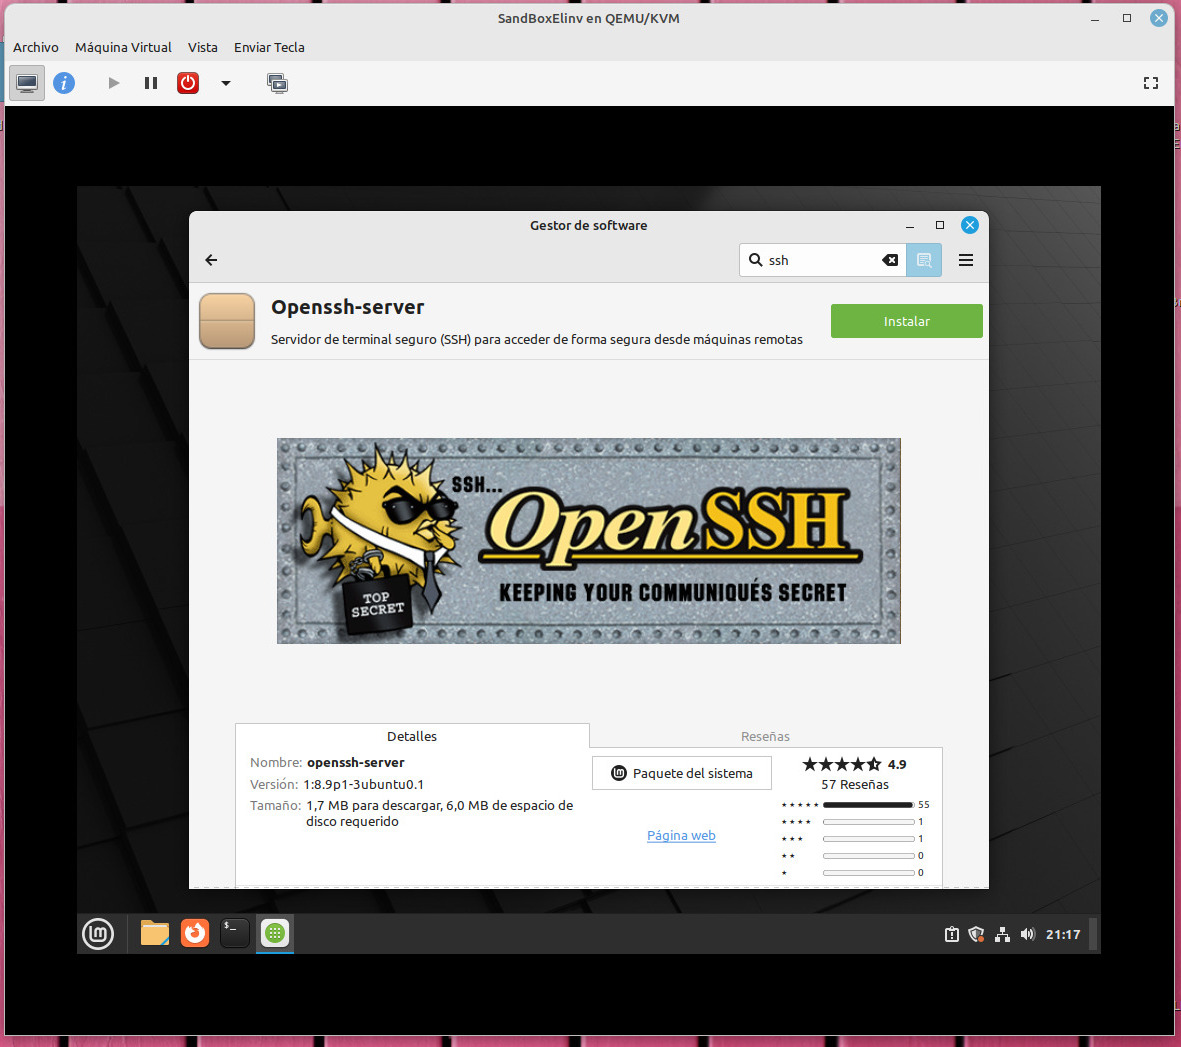 SandBoxElinv en QEMU/KVM
Archivo Máquina Virtual Vista Enviar Tecla
Gestor de software
ssh
Openssh-server
Instalar
Servidor de terminal seguro (SSH) para acceder de forma segura desde máquinas remotas
SSH...
OpenSSH
KEEPING YOUR COMMUNIQUÉS SECRET
TOP
SECRET
Detalles
Reseñas
Nombre: openssh-server
Versión: 1:8.9p1-3ubuntu0.1
Tamaño: 1,7 MB para descargar, 6,0 MB de espacio de
disco requerido
Paquete del sistema
Página web
4.9
57 Reseñas
55
1
1
0
0
21:17